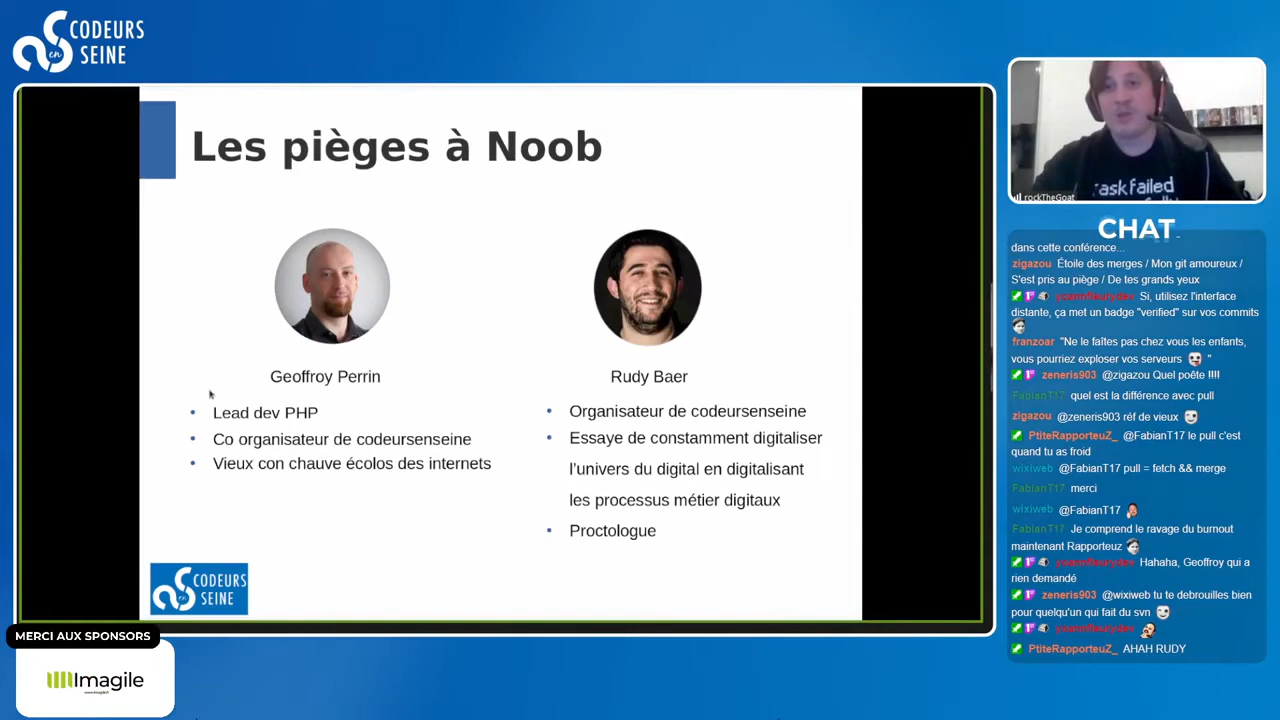 CODEURS
en
SEINE
Les pièges à Noob
Geoffroy Perrin
• Lead dev PHP
• Co organisateur de codeursenseine
• Vieux con chauve écolos des internets
Rudy Baer
• Organisateur de codeursenseine
• Essaye de constamment digitaliser
l'univers du digital en digitalisant
les processus métier digitaux
• Proctologue
CODEURS
en
SEINE
MERCI AUX SPONSORS
Imagile
ask failed
rockTheGoat
CHAT
dans cette conférence...
zigazou Étoile des merges / Mon git amoureux /
S'est pris au piège / De tes grands yeux
yoannfleurydev Si, utilisez l'interface
distante, ça met un badge "verified" sur vos commits
franzoar "Ne le faîtes pas chez vous les enfants,
vous pourriez exploser vos serveurs "
zeneris903 @zigazou Quel poête !!!!
FabianT17 quel est la différence avec pull
zigazou @zeneris903 réf de vieux
PtiteRapporteuZ_ @FabianT17 le pull c'est
quand tu as froid
wixiweb @FabianT17 pull = fetch && merge
FabianT17 merci
wixiweb @FabianT17
FabianT17 Je comprend le ravage du burnout
maintenant Rapporteuz
yoannfleurydev Hahaha, Geoffroy qui a
rien demandé
zeneris903 @wixiweb tu te debrouilles bien
pour quelqu'un qui fait du svn
yoannfleurydev
PtiteRapporteuZ_ AHAH RUDY